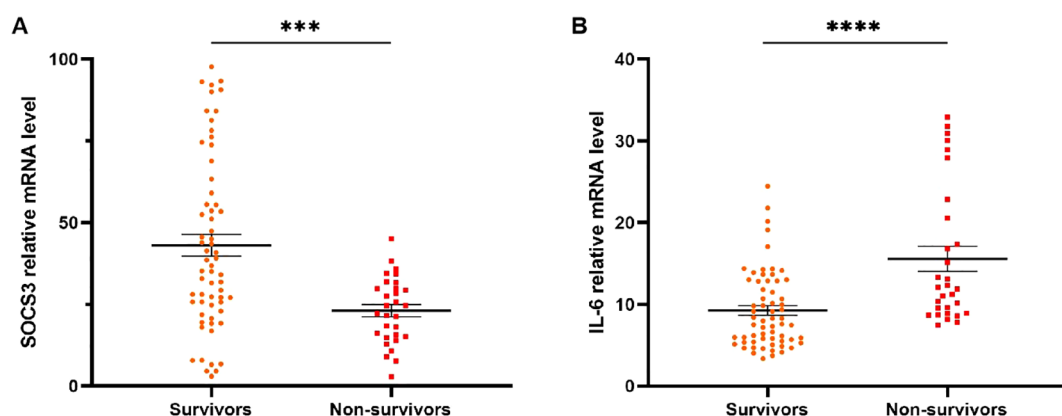 A
***
SOCS3 relative mRNA level
100
50
0
Survivors
Non-survivors
B
****
IL-6 relative mRNA level
40
30
20
10
0
Survivors
Non-survivors